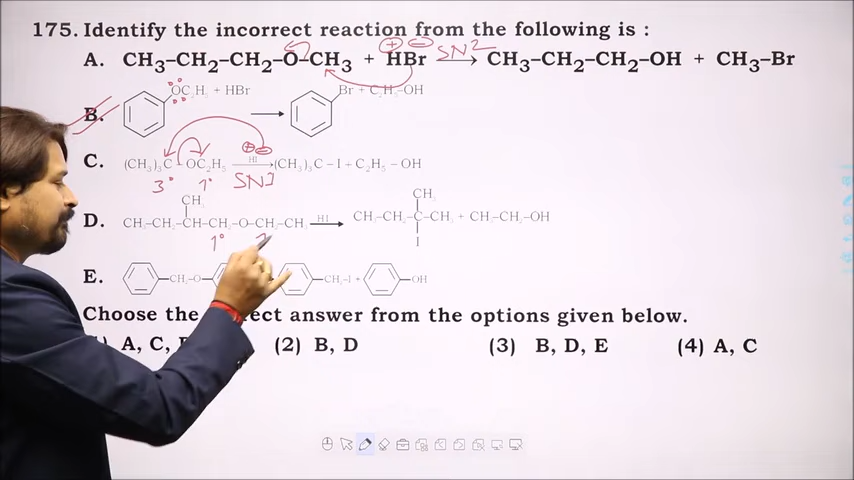 175. Identify the incorrect reaction from the following is :
A. CH3–CH2–CH2–O–CH3 + HBr SN2 → CH3–CH2–CH2–OH + CH3–Br
B. OC2H5 + HBr → Br + C2H5-OH
C. (CH3)3C – OC2H5 HI → (CH3)3C – I + C2H5 – OH
3° 1° SN1
CH3 CH3
D. CH3–CH2–CH–CH2–O–CH2–CH3 HI → CH3–CH2–C–CH3 + CH3–CH2–OH
1° I
E. CH2–O– CH2–I + OH
Choose the answer from the options given below.
A, C, (2) B, D (3) B, D, E (4) A, C